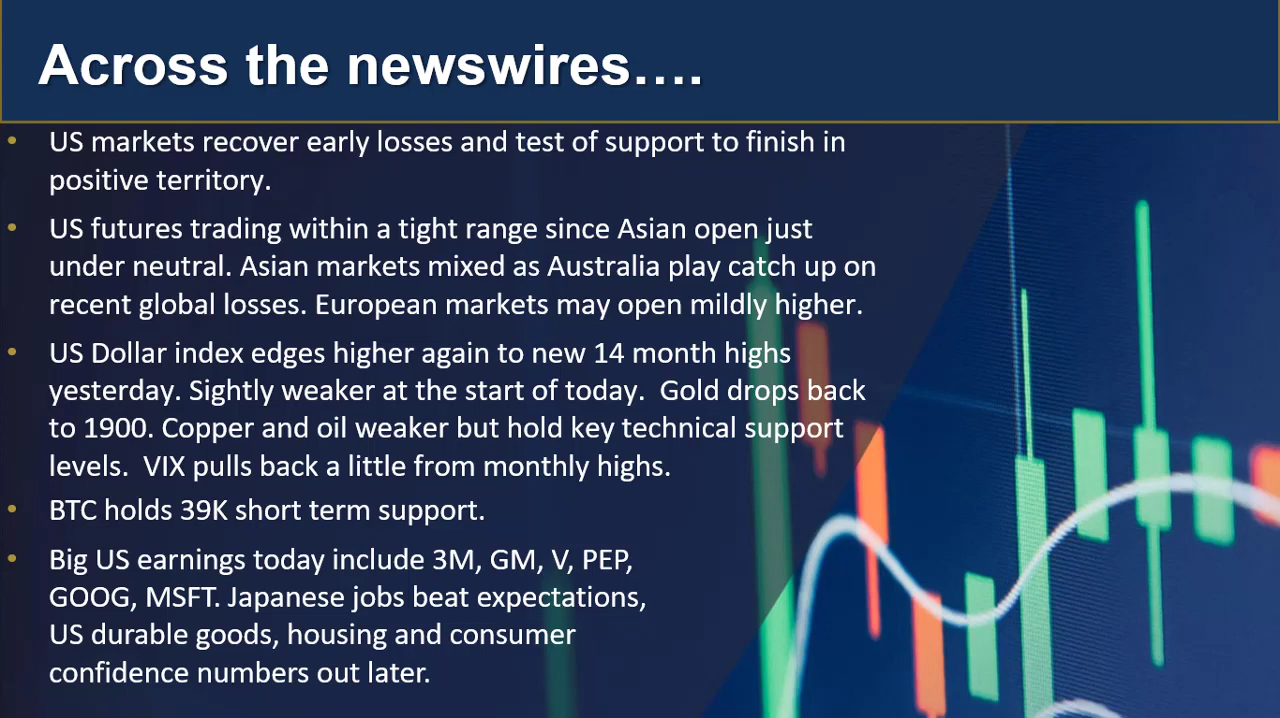 Across the newswires….
• US markets recover early losses and test of support to finish in
positive territory.
• US futures trading within a tight range since Asian open just
under neutral. Asian markets mixed as Australia play catch up on
recent global losses. European markets may open mildly higher.
• US Dollar index edges higher again to new 14 month highs
yesterday. Sightly weaker at the start of today.  Gold drops back
to 1900. Copper and oil weaker but hold key technical support
levels.  VIX pulls back a little from monthly highs.
• BTC holds 39K short term support.
• Big US earnings today include 3M, GM, V, PEP,
GOOG, MSFT. Japanese jobs beat expectations,
US durable goods, housing and consumer
confidence numbers out later.